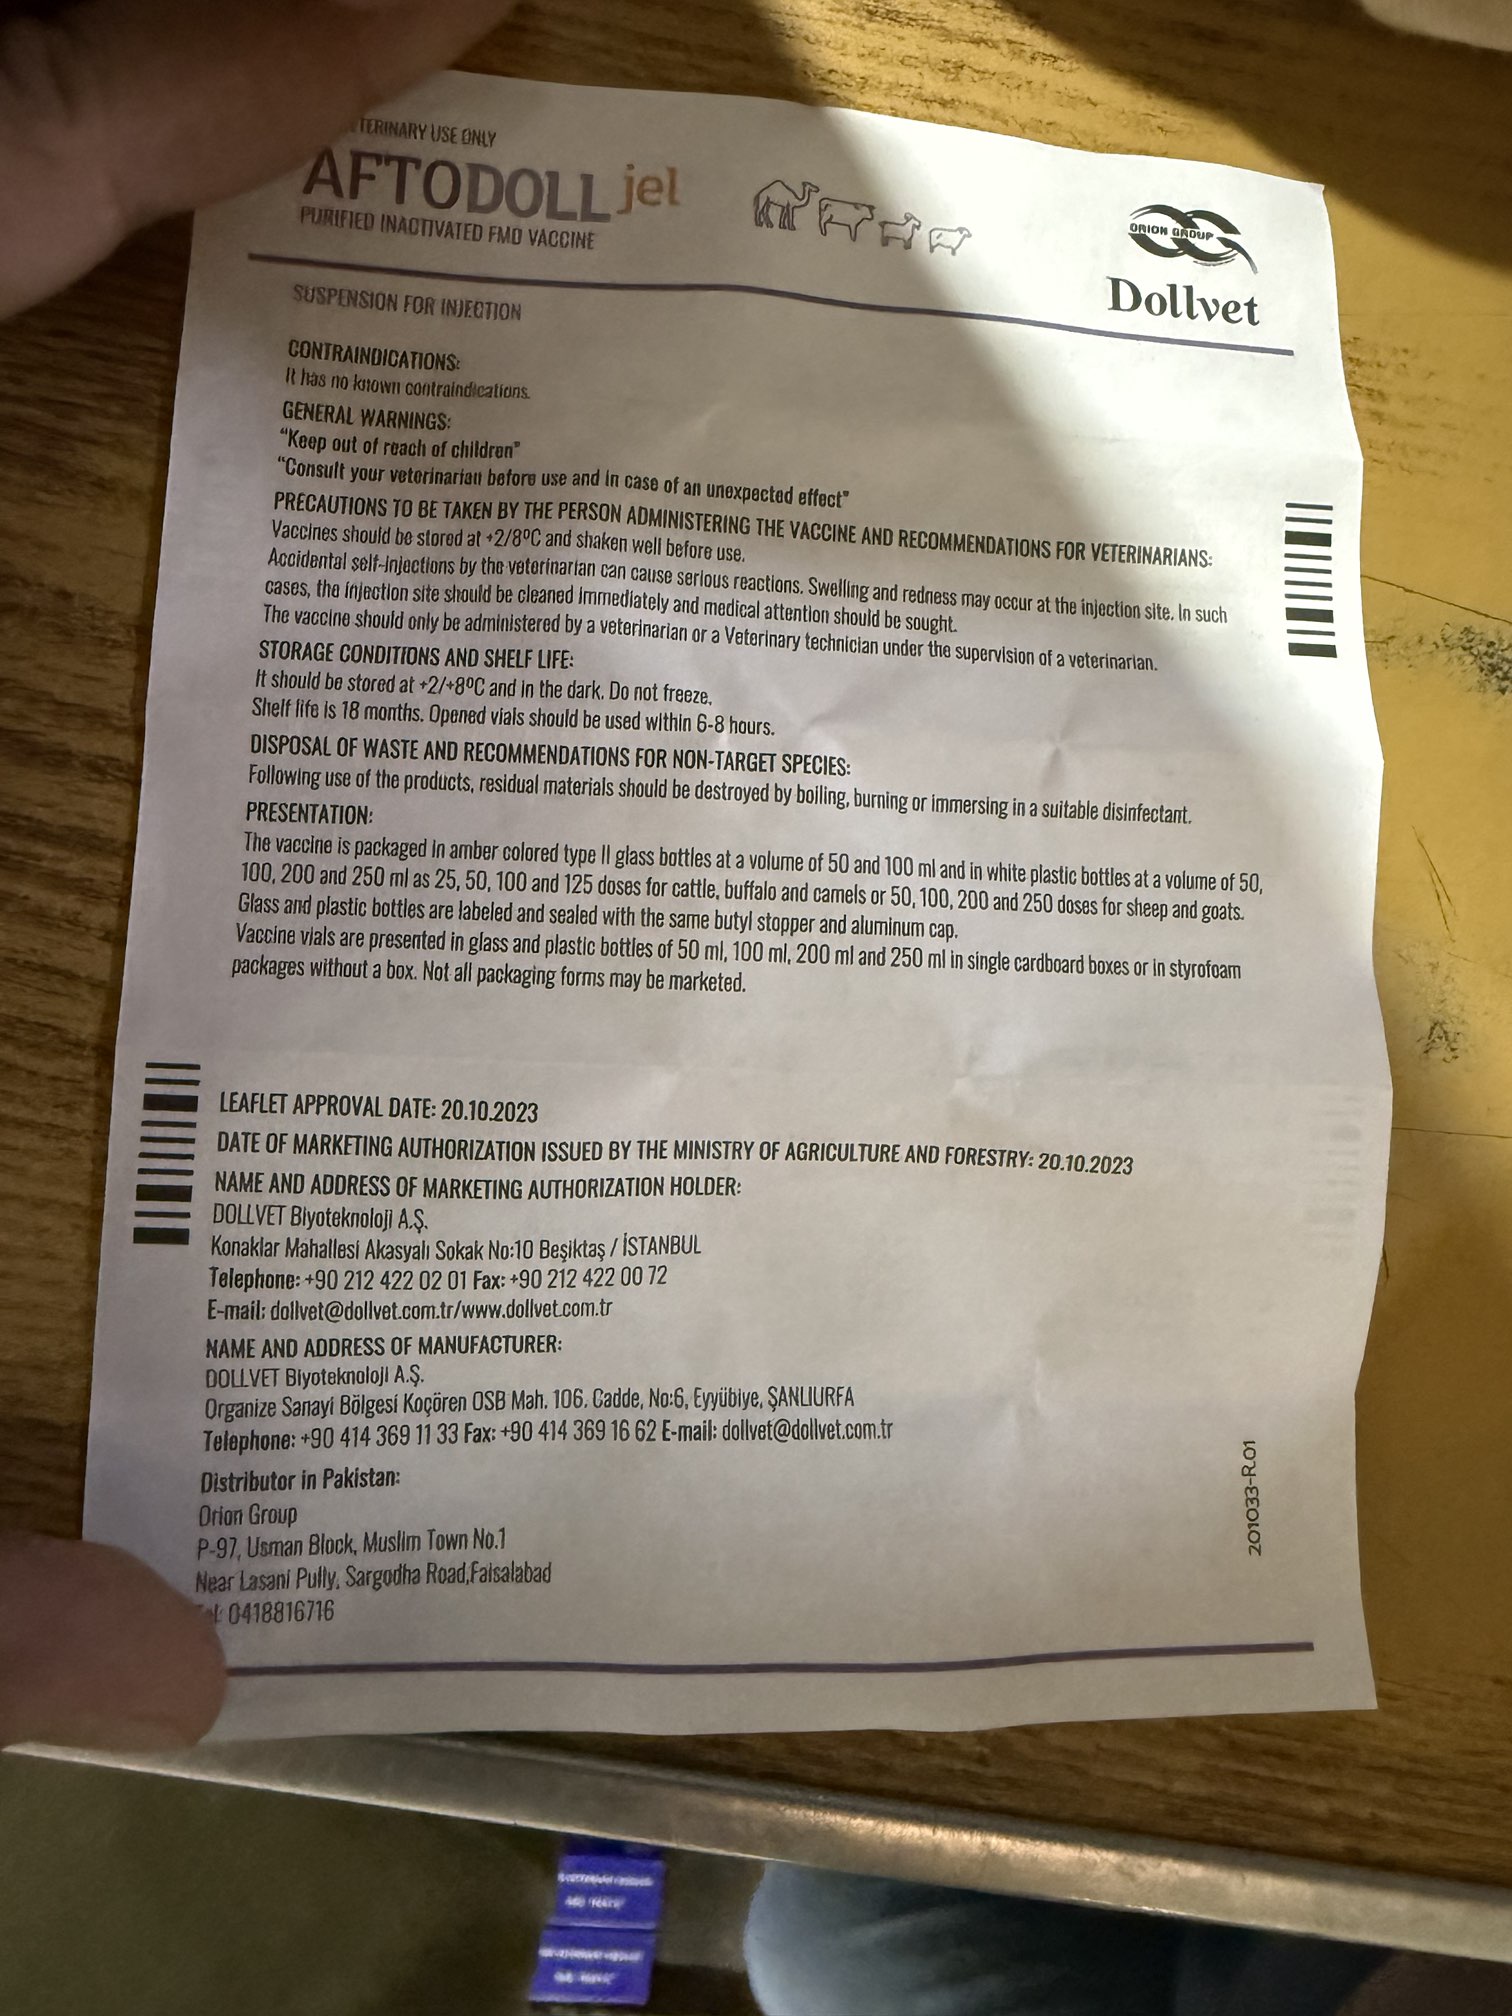 TERINARY USE ONLY
AFTODOLL jel
PURIFIED INACTIVATED FMD VACCINE
ORION GROUP
Dollvet
SUSPENSION FOR INJECTION
CONTRAINDICATIONS:
It has no known contraindications.
GENERAL WARNINGS:
"Keep out of reach of children"
"Consult your veterinarian before use and in case of an unexpected effect"
PRECAUTIONS TO BE TAKEN BY THE PERSON ADMINISTERING THE VACCINE AND RECOMMENDATIONS FOR VETERINARIANS:
Vaccines should be stored at +2/8ºC and shaken well before use.
Accidental self-injections by the veterinarian can cause serious reactions. Swelling and redness may occur at the injection site. In such
cases, the injection site should be cleaned immediately and medical attention should be sought.
The vaccine should only be administered by a veterinarian or a Veterinary technician under the supervision of a veterinarian.
STORAGE CONDITIONS AND SHELF LIFE:
It should be stored at +2/+8ºC and in the dark. Do not freeze.
Shelf life is 18 months. Opened vials should be used within 6-8 hours.
DISPOSAL OF WASTE AND RECOMMENDATIONS FOR NON-TARGET SPECIES:
Following use of the products, residual materials should be destroyed by boiling, burning or immersing in a suitable disinfectant.
PRESENTATION:
The vaccine is packaged in amber colored type II glass bottles at a volume of 50 and 100 ml and in white plastic bottles at a volume of 50,
100, 200 and 250 ml as 25, 50, 100 and 125 doses for cattle, buffalo and camels or 50, 100, 200 and 250 doses for sheep and goats.
Glass and plastic bottles are labeled and sealed with the same butyl stopper and aluminum cap.
Vaccine vials are presented in glass and plastic bottles of 50 ml, 100 ml, 200 ml and 250 ml in single cardboard boxes or in styrofoam
packages without a box. Not all packaging forms may be marketed.
LEAFLET APPROVAL DATE: 20.10.2023
DATE OF MARKETING AUTHORIZATION ISSUED BY THE MINISTRY OF AGRICULTURE AND FORESTRY: 20.10.2023
NAME AND ADDRESS OF MARKETING AUTHORIZATION HOLDER:
DOLLVET Biyoteknoloji A.Ş.
Konaklar Mahallesi Akasyalı Sokak No:10 Beşiktaş / İSTANBUL
Telephone: +90 212 422 02 01 Fax: +90 212 422 00 72
E-mail: dollvet@dollvet.com.tr/www.dollvet.com.tr
NAME AND ADDRESS OF MANUFACTURER:
DOLLVET Biyoteknoloji A.Ş.
Organize Sanayi Bölgesi Koçören OSB Mah. 106. Cadde, No:6, Eyyübiye, ŞANLIURFA
Telephone: +90 414 369 11 33 Fax: +90 414 369 16 62 E-mail: dollvet@dollvet.com.tr
Distributor in Pakistan:
Orion Group
P-97, Usman Block, Muslim Town No.1
Near Lasani Pully, Sargodha Road,Faisalabad
Tel: 0418816716
201033-R.01